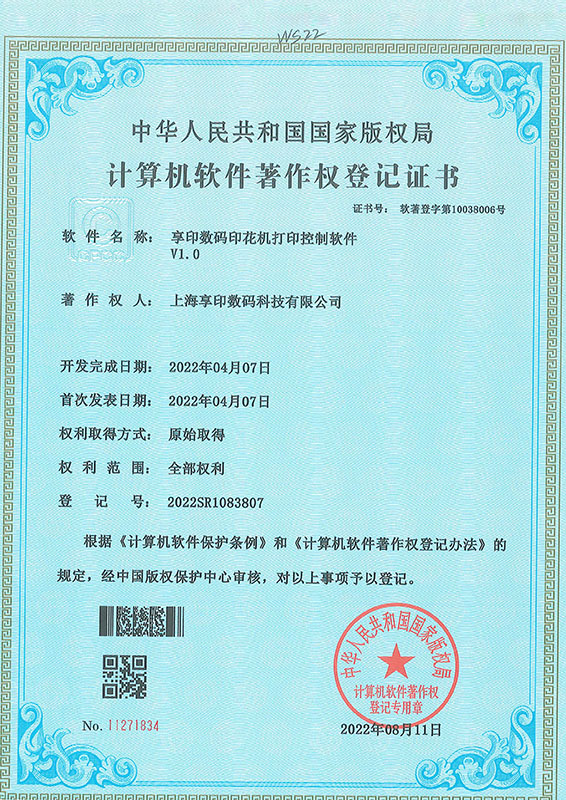 WS22
中华人民共和国国家版权局
计算机软件著作权登记证书
证书号： 软著登字第10038006号
软件名称： 享印数码印花机打印控制软件
V1.0
著作权人： 上海享印数码科技有限公司
开发完成日期： 2022年04月07日
首次发表日期： 2022年04月07日
权利取得方式： 原始取得
权利范围： 全部权利
登记号： 2022SR1083807
根据《计算机软件保护条例》和《计算机软件著作权登记办法》的
规定，经中国版权保护中心审核，对以上事项予以登记。
中华人民共和国国家版权局
计算机软件著作权
登记专用章
No. 11271834
2022年08月11日